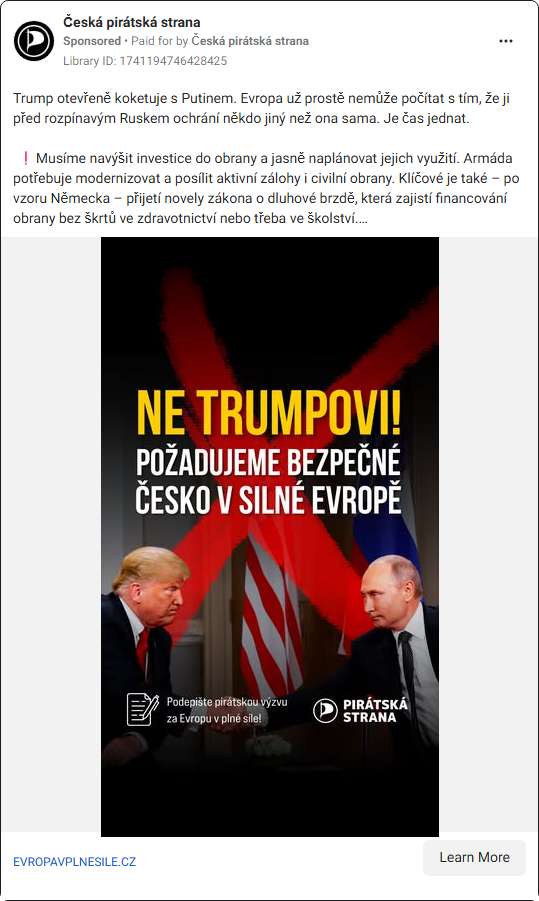 Česká pirátská strana
Sponsored • Paid for by Česká pirátská strana
Library ID: 1741194746428425
Trump otevřeně koketuje s Putinem. Evropa už prostě nemůže počítat s tím, že ji
před rozpínavým Ruskem ochrání někdo jiný než ona sama. Je čas jednat.
❗ Musíme navýšit investice do obrany a jasně naplánovat jejich využití. Armáda
potřebuje modernizovat a posílit aktivní zálohy i civilní obrany. Klíčové je také – po
vzoru Německa – přijetí novely zákona o dluhové brzdě, která zajistí financování
obrany bez škrtů ve zdravotnictví nebo třeba ve školství....
NE TRUMPOVI!
POŽADUJEME BEZPEČNÉ
ČESKO V SILNÉ EVROPĚ
Podepište pirátskou výzvu
za Evropu v plné síle!
PIRÁTSKÁ
STRANA
EVROPAVPLNESILE.CZ
Learn More